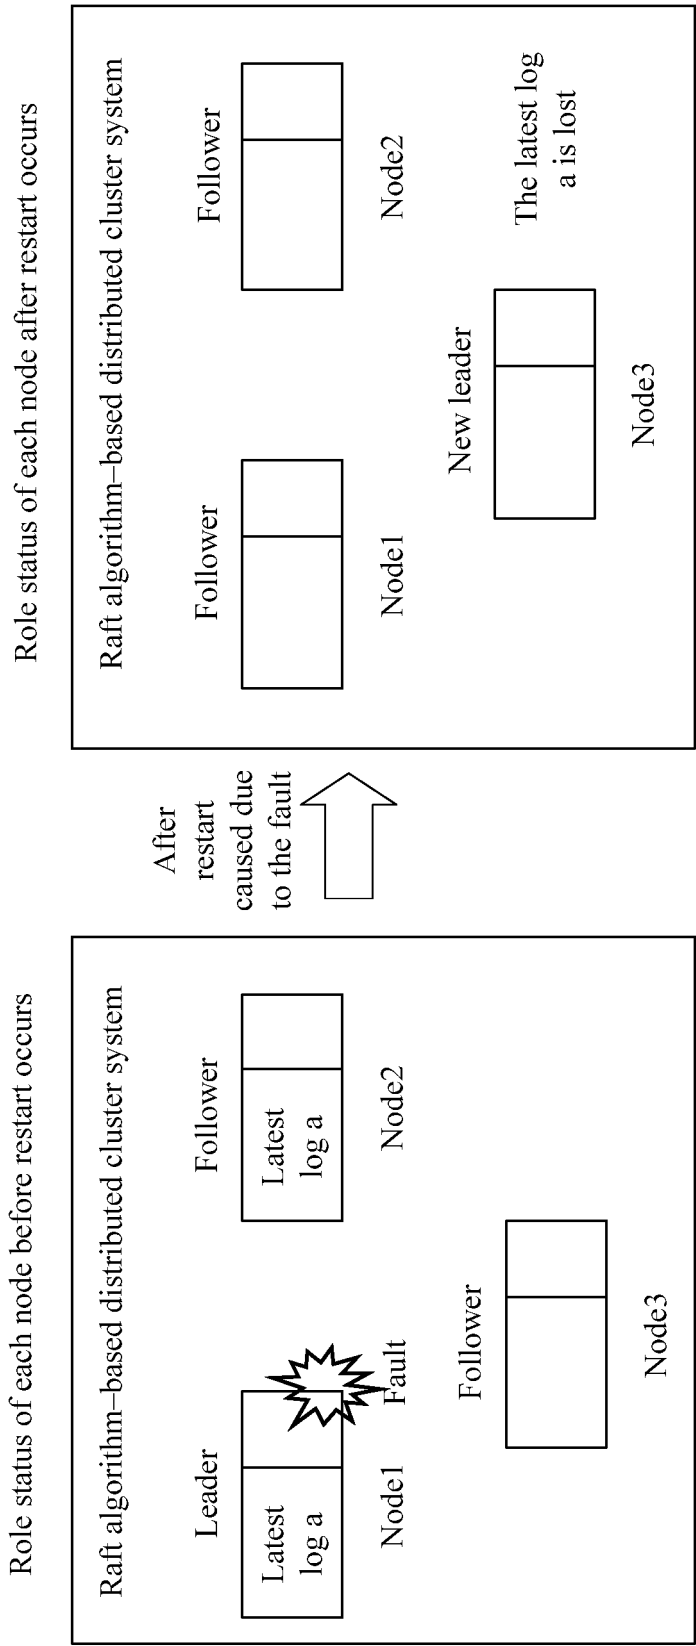 Role status of each node before restart occurs
Raft algorithm–based distributed cluster system
Leader
Latest
log a
Node1
Fault
Follower
Latest
log a
Node2
Follower
Node3
After
restart
caused due
to the fault
Role status of each node after restart occurs
Raft algorithm–based distributed cluster system
Follower
Node1
Follower
Node2
New leader
Node3
The latest log
a is lost